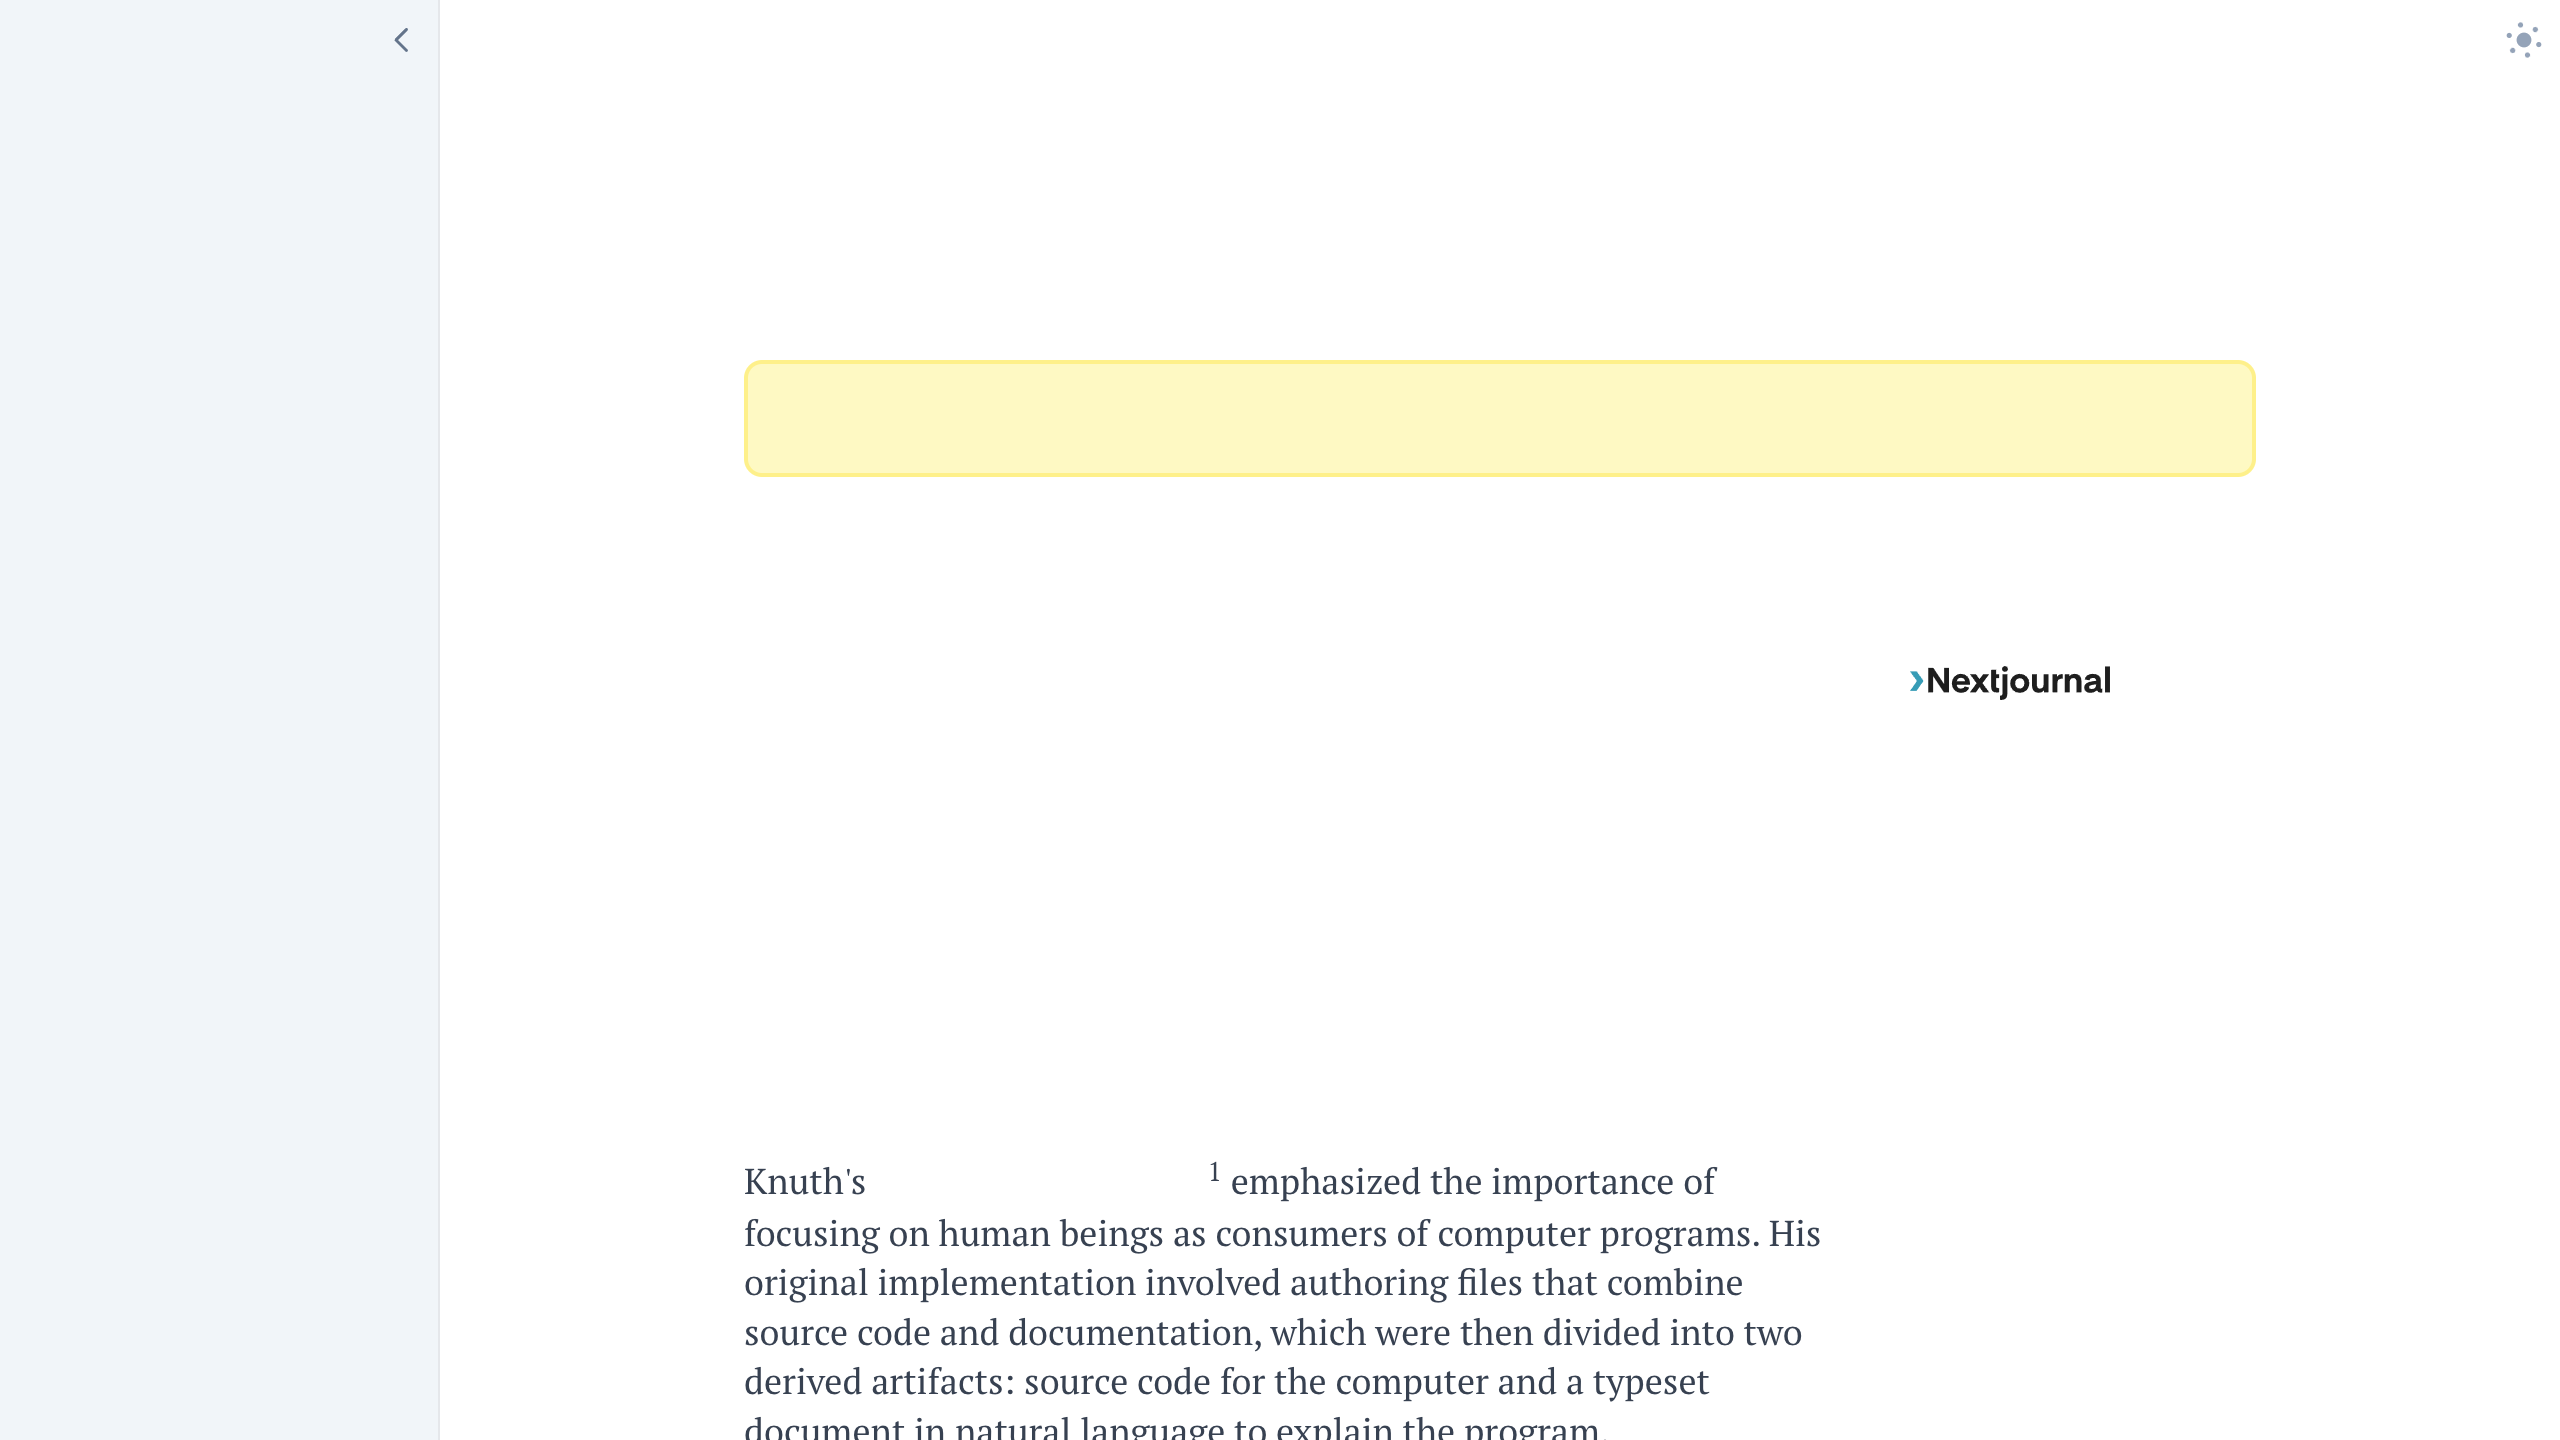 Nextjournal
Knuth's 1 emphasized the importance of
focusing on human beings as consumers of computer programs. His
original implementation involved authoring files that combine
source code and documentation, which were then divided into two
derived artifacts: source code for the computer and a typeset
document in natural language to explain the program.